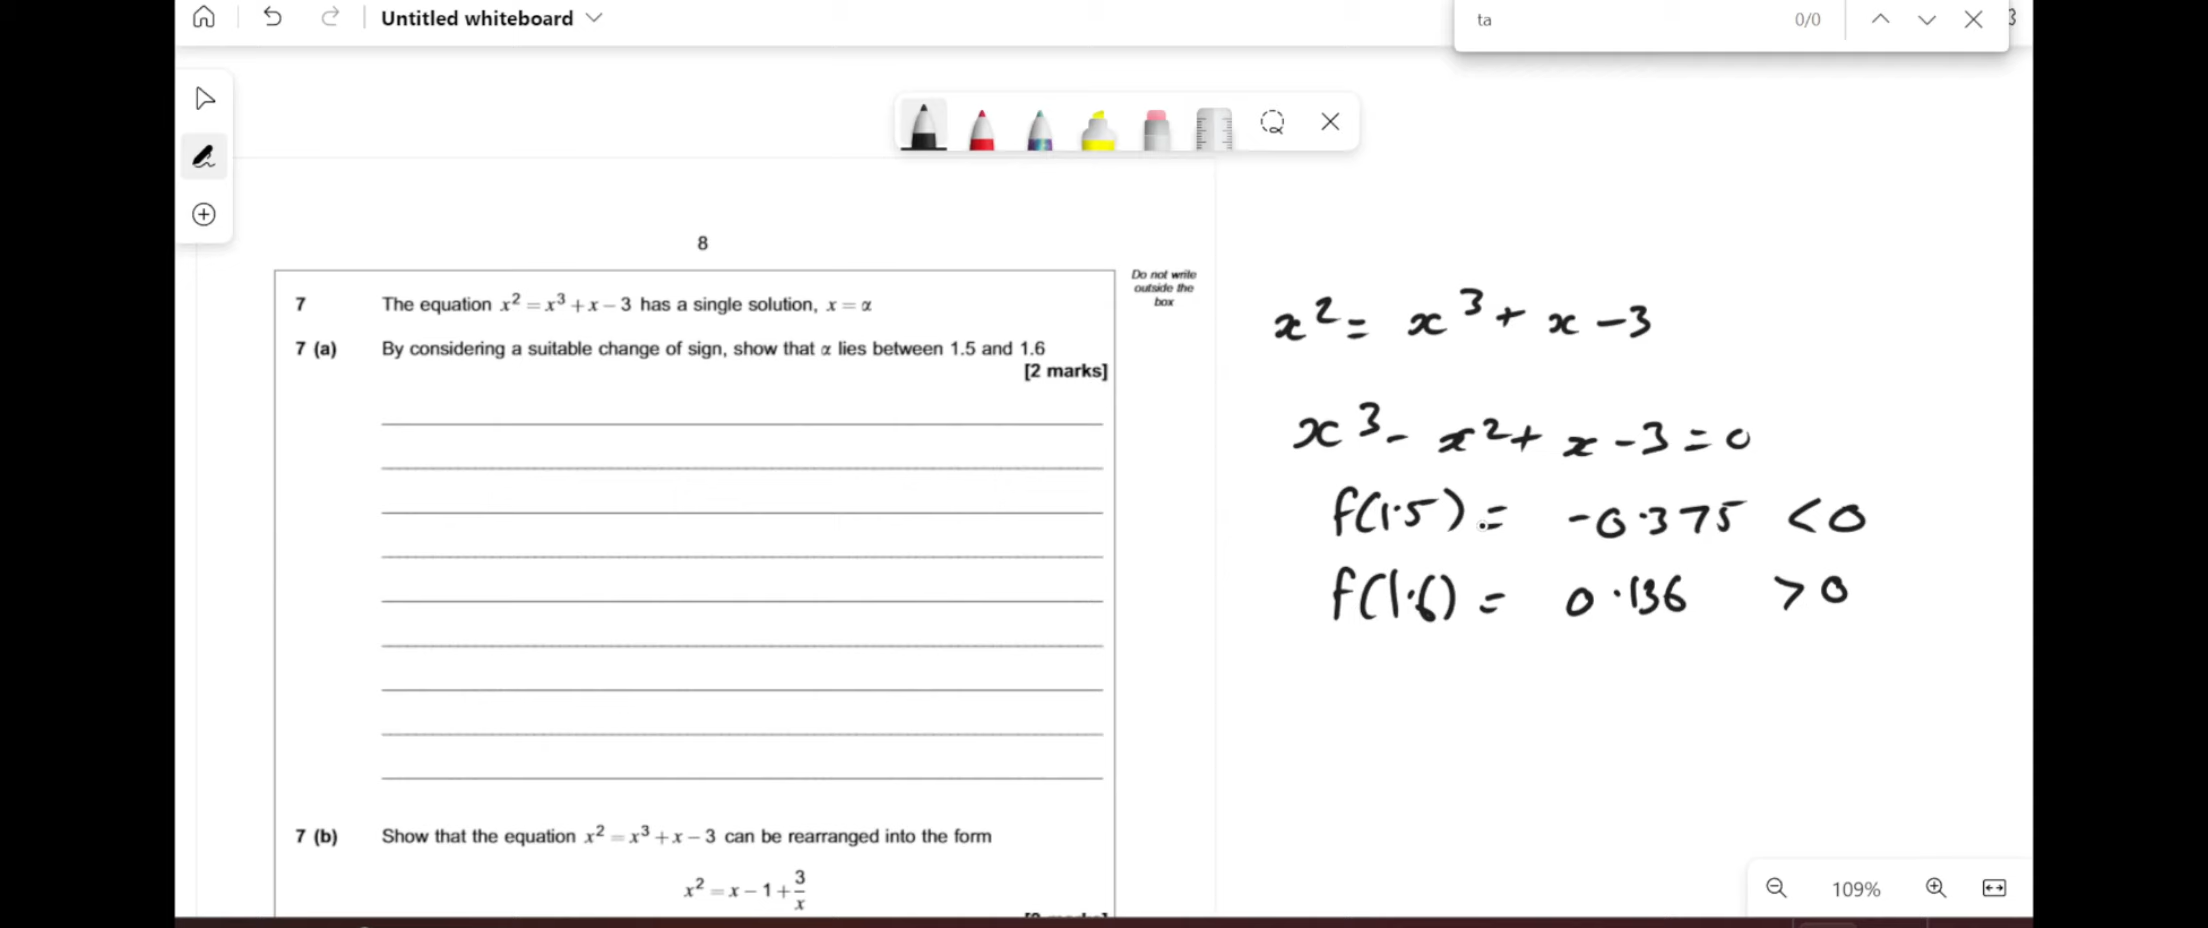 Untitled whiteboard
ta
0/0
8
Do not write
outside the
box
7 The equation x² = x³ + x − 3 has a single solution, x = α
7 (a) By considering a suitable change of sign, show that α lies between 1.5 and 1.6
[2 marks]
7 (b) Show that the equation x² = x³ + x − 3 can be rearranged into the form
x² = x − 1 + 3/x
x² = x³ + x − 3
x³ − x² + x − 3 = 0
f(1.5) = −0.375 < 0
f(1.6) = 0.136 > 0
109%